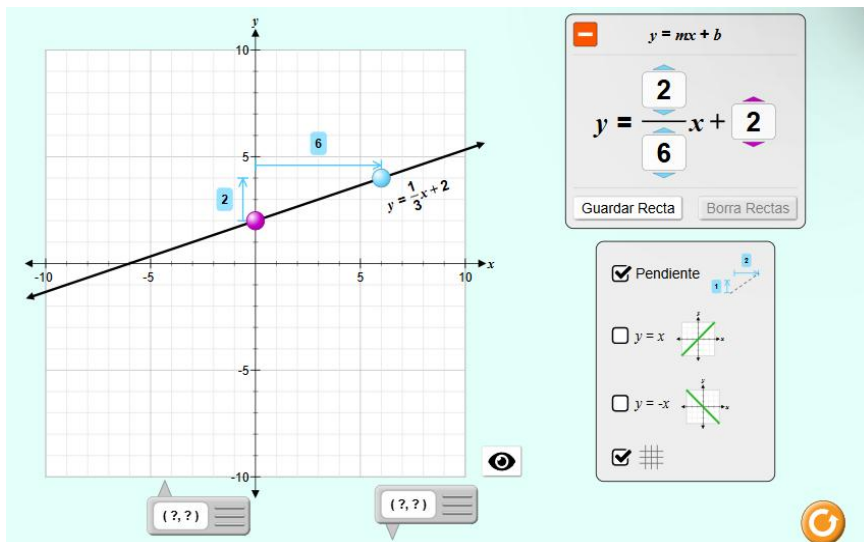 y
10
5
-5
-10
-10
-5
5
10
x
6
2
y = 1/3 x + 2
(?, ?)
(?, ?)
y = mx + b
y = 2/6 x + 2
Guardar Recta
Borra Rectas
Pendiente
2
1
y = x
y
x
y = -x
y
x